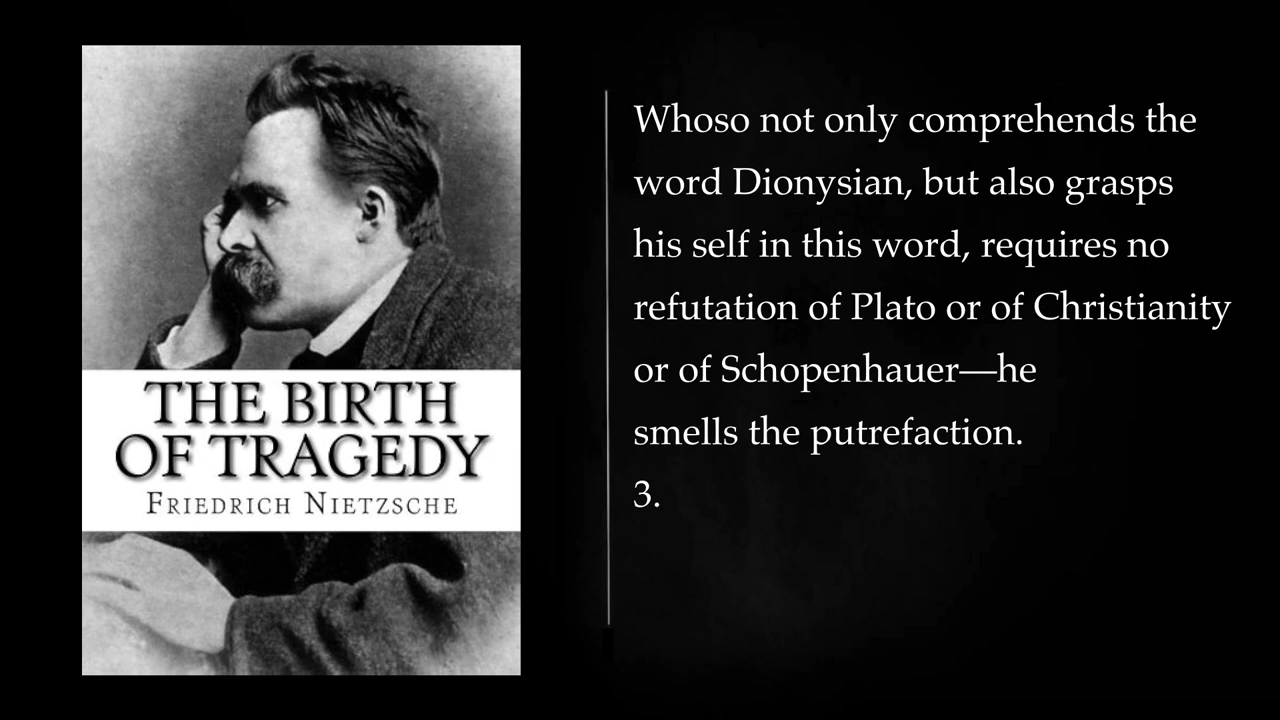 THE BIRTH
OF TRAGEDY
FRIEDRICH NIETZSCHE
Whoso not only comprehends the
word Dionysian, but also grasps
his self in this word, requires no
refutation of Plato or of Christianity
or of Schopenhauer—he
smells the putrefaction.
3.